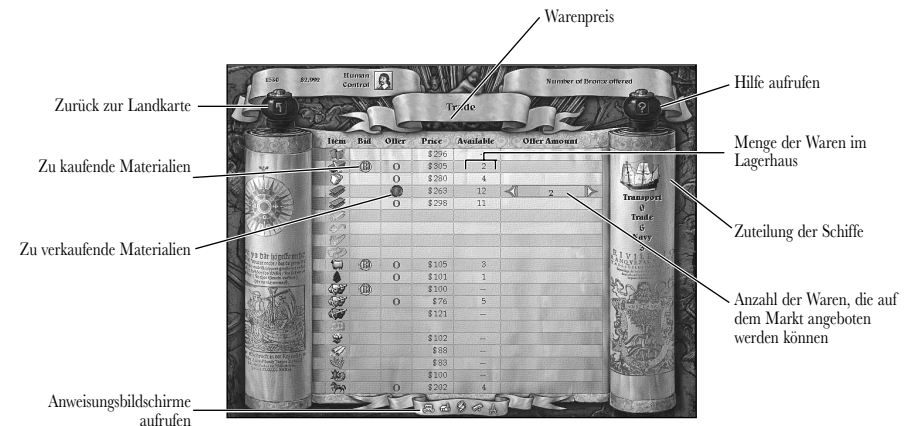 Warenpreis
1530 $2,992 Human Control
Number of Bronze offered
Hilfe aufrufen
Zurück zur Landkarte
Trade
Item Bid Offer Price Available Offer Amount
$296 –
Zu kaufende Materialien
B O $305 2
Menge der Waren im
Lagerhaus
O $280 4
$263 12 2
O $298 11
Transport
0
Trade
6
Navy
Zu verkaufende Materialien
Zuteilung der Schiffe
B O $105 3
O $101 1
B $100 –
O $76 5
$121 –
Anzahl der Waren, die auf
dem Markt angeboten
werden können
$102 –
$88 –
$83 –
$100 –
O $202 4
Anweisungsbildschirme
aufrufen